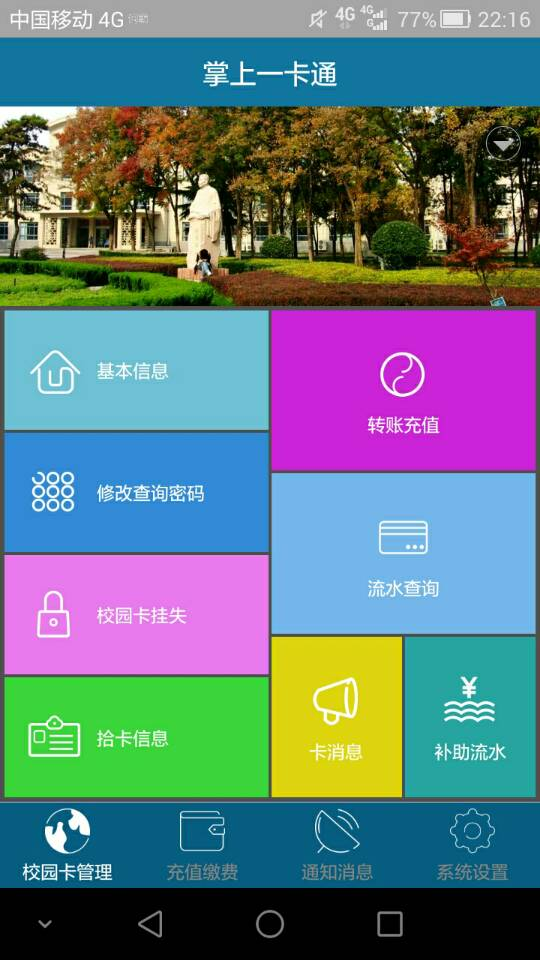 中国移动 4G
4G 4G G 77% 22:16
掌上一卡通
基本信息
转账充值
修改查询密码
流水查询
校园卡挂失
拾卡信息
卡消息
¥
补助流水
校园卡管理
充值缴费
通知消息
系统设置